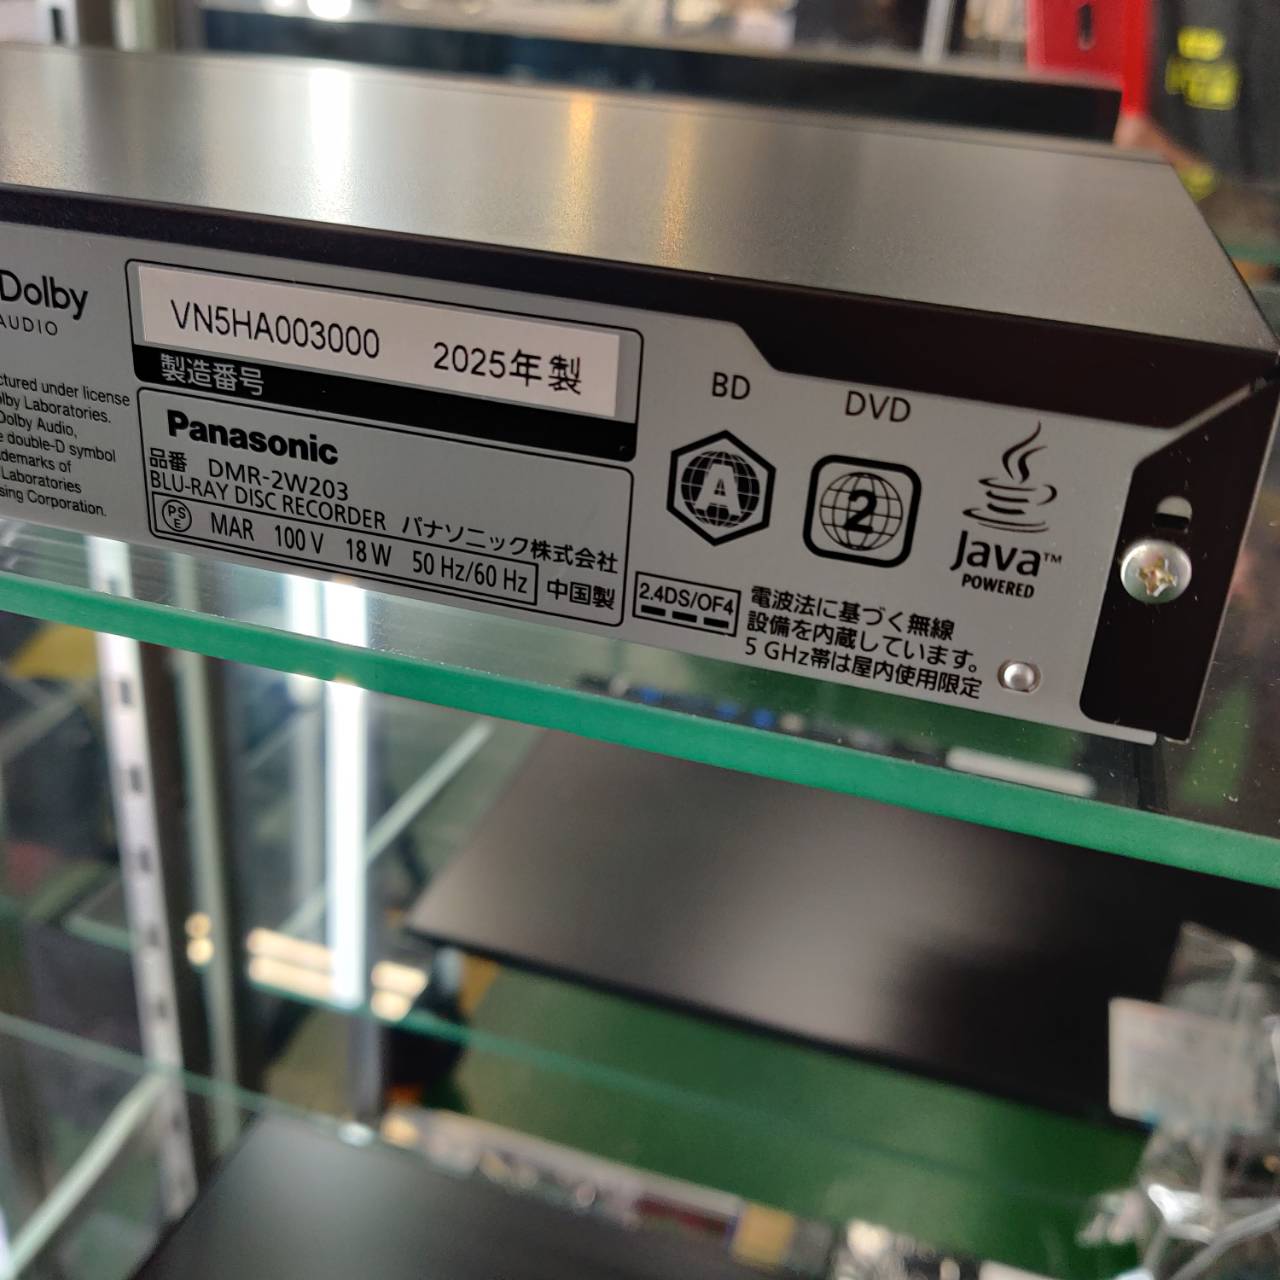 Dolby
AUDIO
ctured under license
lby Laboratories.
Dolby Audio,
e double-D symbol
demarks of
Laboratories
sing Corporation.
VN5HA003000 2025年製
製造番号
Panasonic
品番 DMR-2W203
BLU-RAY DISC RECORDER パナソニック株式会社
PSE MAR 100 V 18 W 50 Hz/60 Hz 中国製
BD
A
DVD
2
Java™
POWERED
2.4DS/OF4
電波法に基づく無線
設備を内蔵しています。
5 GHz帯は屋内使用限定